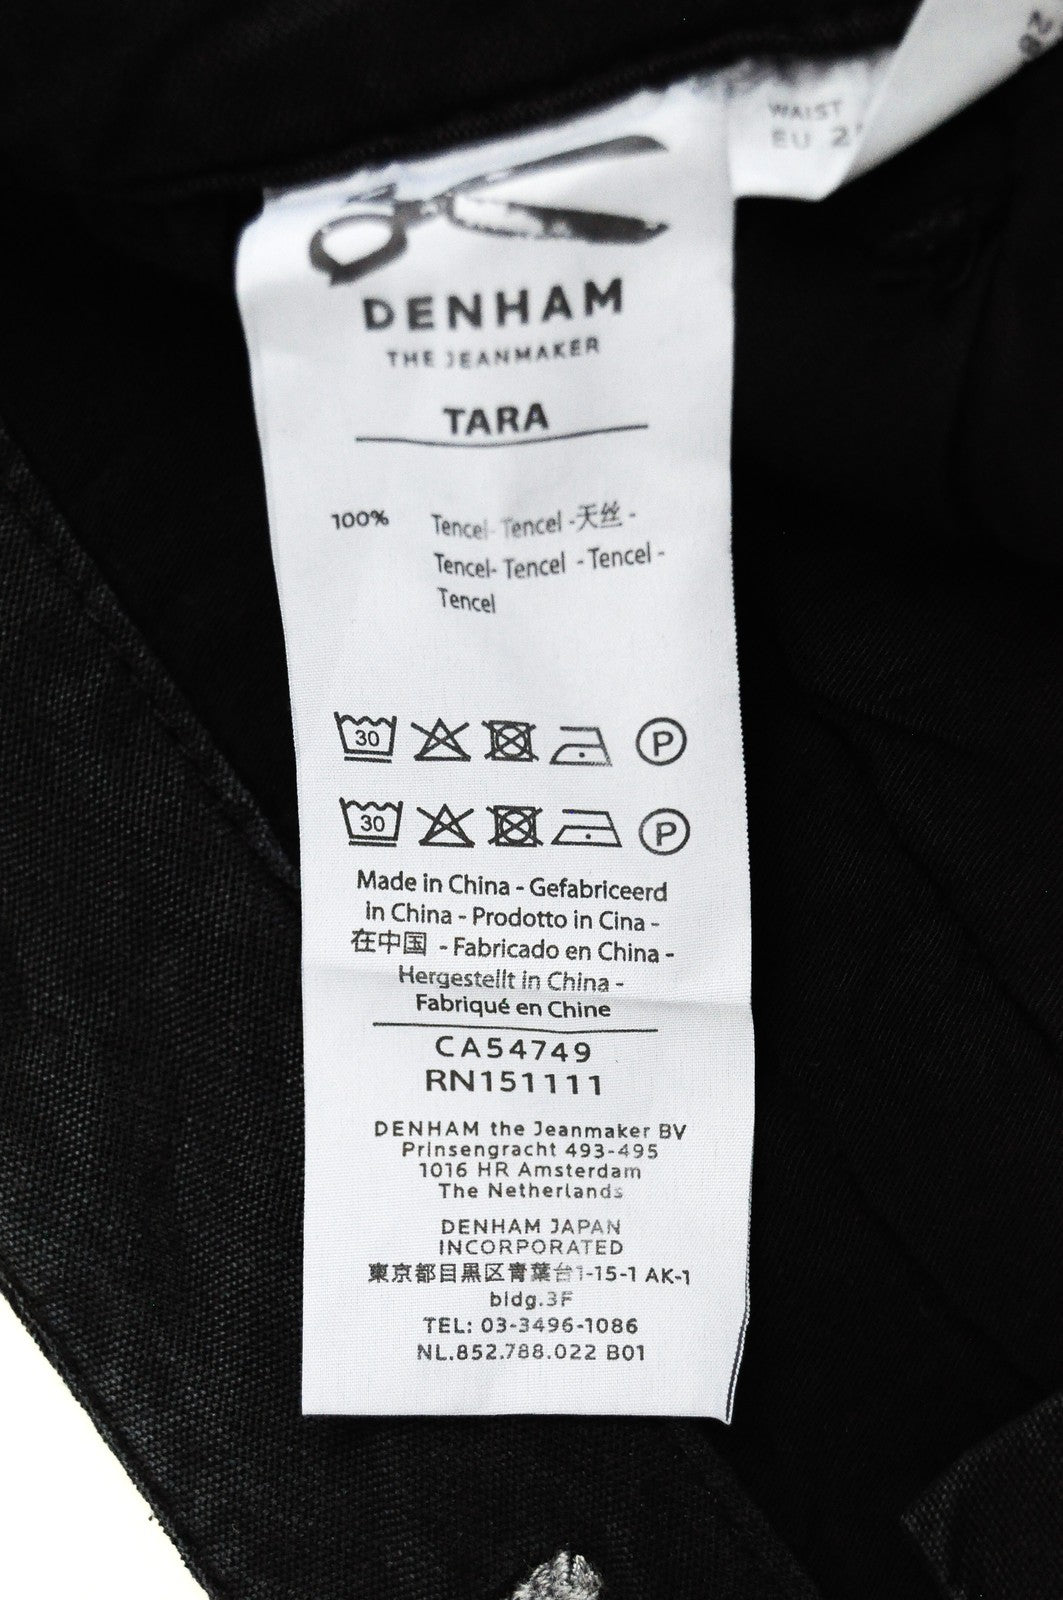 WAIST
EU
DENHAM
THE JEANMAKER
TARA
100% Tencel- Tencel -天丝 -
Tencel- Tencel - Tencel -
Tencel
30 P
30 P
Made in China - Gefabriceerd
in China - Prodotto in Cina -
在中国 - Fabricado en China -
Hergestellt in China -
Fabriqué en Chine
CA54749
RN151111
DENHAM the Jeanmaker BV
Prinsengracht 493-495
1016 HR Amsterdam
The Netherlands
DENHAM JAPAN
INCORPORATED
東京都目黒区青葉台1-15-1 AK-1
bldg.3F
TEL: 03-3496-1086
NL.852.788.022 B01